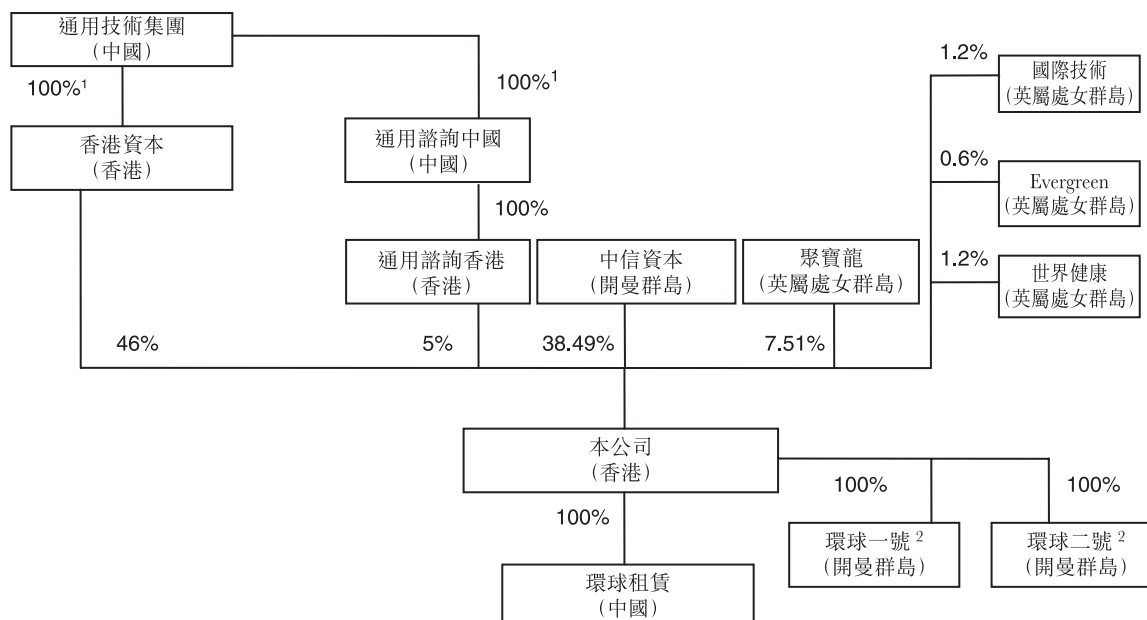 通用技術集團
(中國)
100%¹
100%¹
1.2%
國際技術
(英屬處女群島)
香港資本
(香港)
通用諮詢中國
(中國)
0.6%
Evergreen
(英屬處女群島)
100%
通用諮詢香港
(香港)
中信資本
(開曼群島)
聚寶龍
(英屬處女群島)
1.2%
世界健康
(英屬處女群島)
46%
5%
38.49%
7.51%
本公司
(香港)
100%
100%
100%
環球一號 ²
(開曼群島)
環球二號 ²
(開曼群島)
環球租賃
(中國)